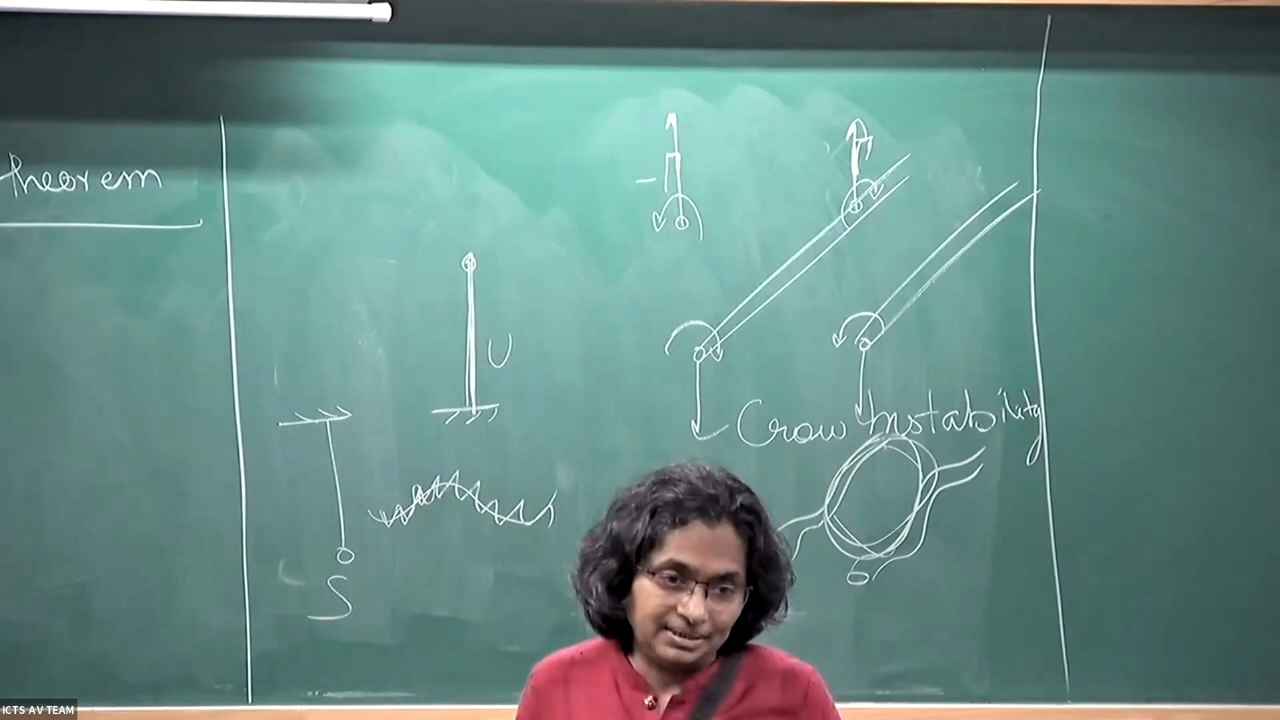 theorem
-Γ
Γ
U
Crow Instability
S
ICTS AV TEAM